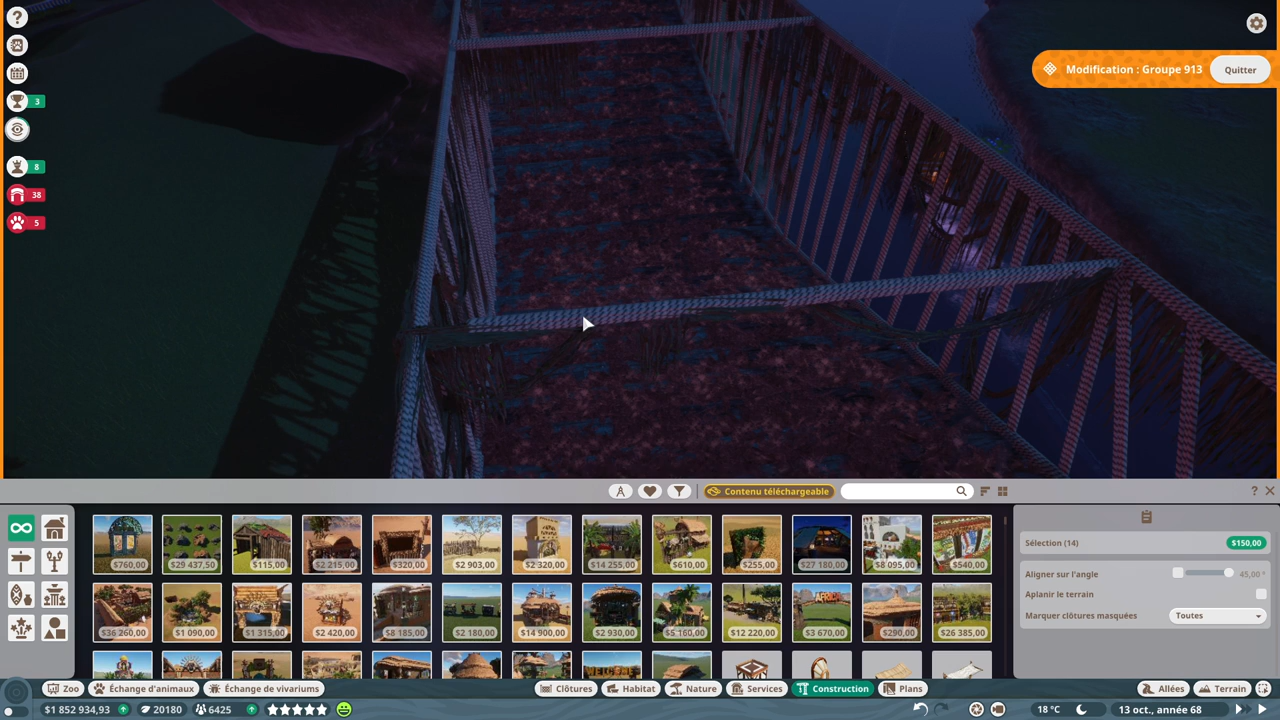 ?
3
Modification : Groupe 913
Quitter
8
38
5
Contenu téléchargeable
?
$760,00
$29 437,50
$115,00
$2 215,00
$320,00
$2 903,00
$2 320,00
$14 255,00
$610,00
$255,00
$27 180,00
$8 095,00
$540,00
Sélection (14)
$150,00
Aligner sur l'angle
45,00 °
Aplanir le terrain
Marquer clôtures masquées
Toutes
$36 260,00
$1 090,00
$1 315,00
$2 420,00
$8 185,00
$2 180,00
$14 900,00
$2 930,00
$5 160,00
$12 220,00
$3 670,00
$290,00
$26 385,00
Zoo
Échange d'animaux
Échange de vivariums
Clôtures
Habitat
Nature
Services
Construction
Plans
Allées
Terrain
$1 852 934,93
20180
6425
18 °C
13 oct., année 68